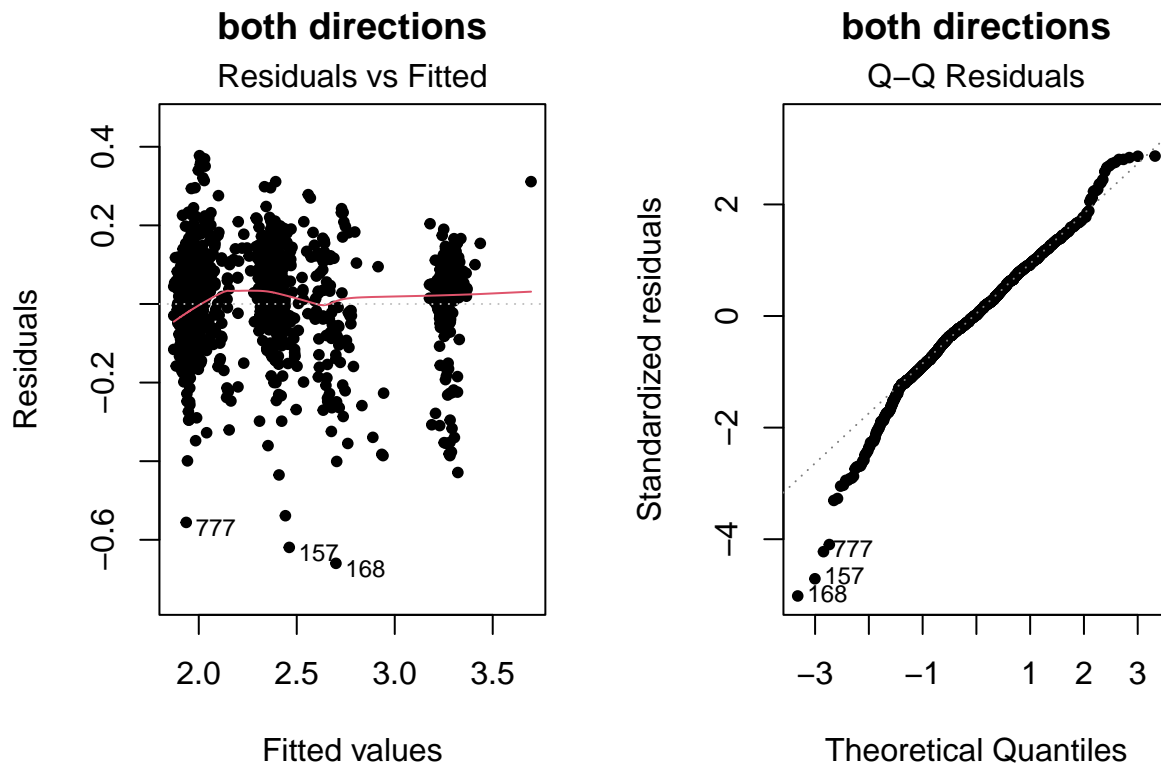 both directions
Residuals vs Fitted
0.4
0.2
−0.2
−0.6
Residuals
777
157
168
2.0 2.5 3.0 3.5
Fitted values
both directions
Q−Q Residuals
2
0
−2
−4
Standardized residuals
777
157
168
−3 −1 1 2 3
Theoretical Quantiles